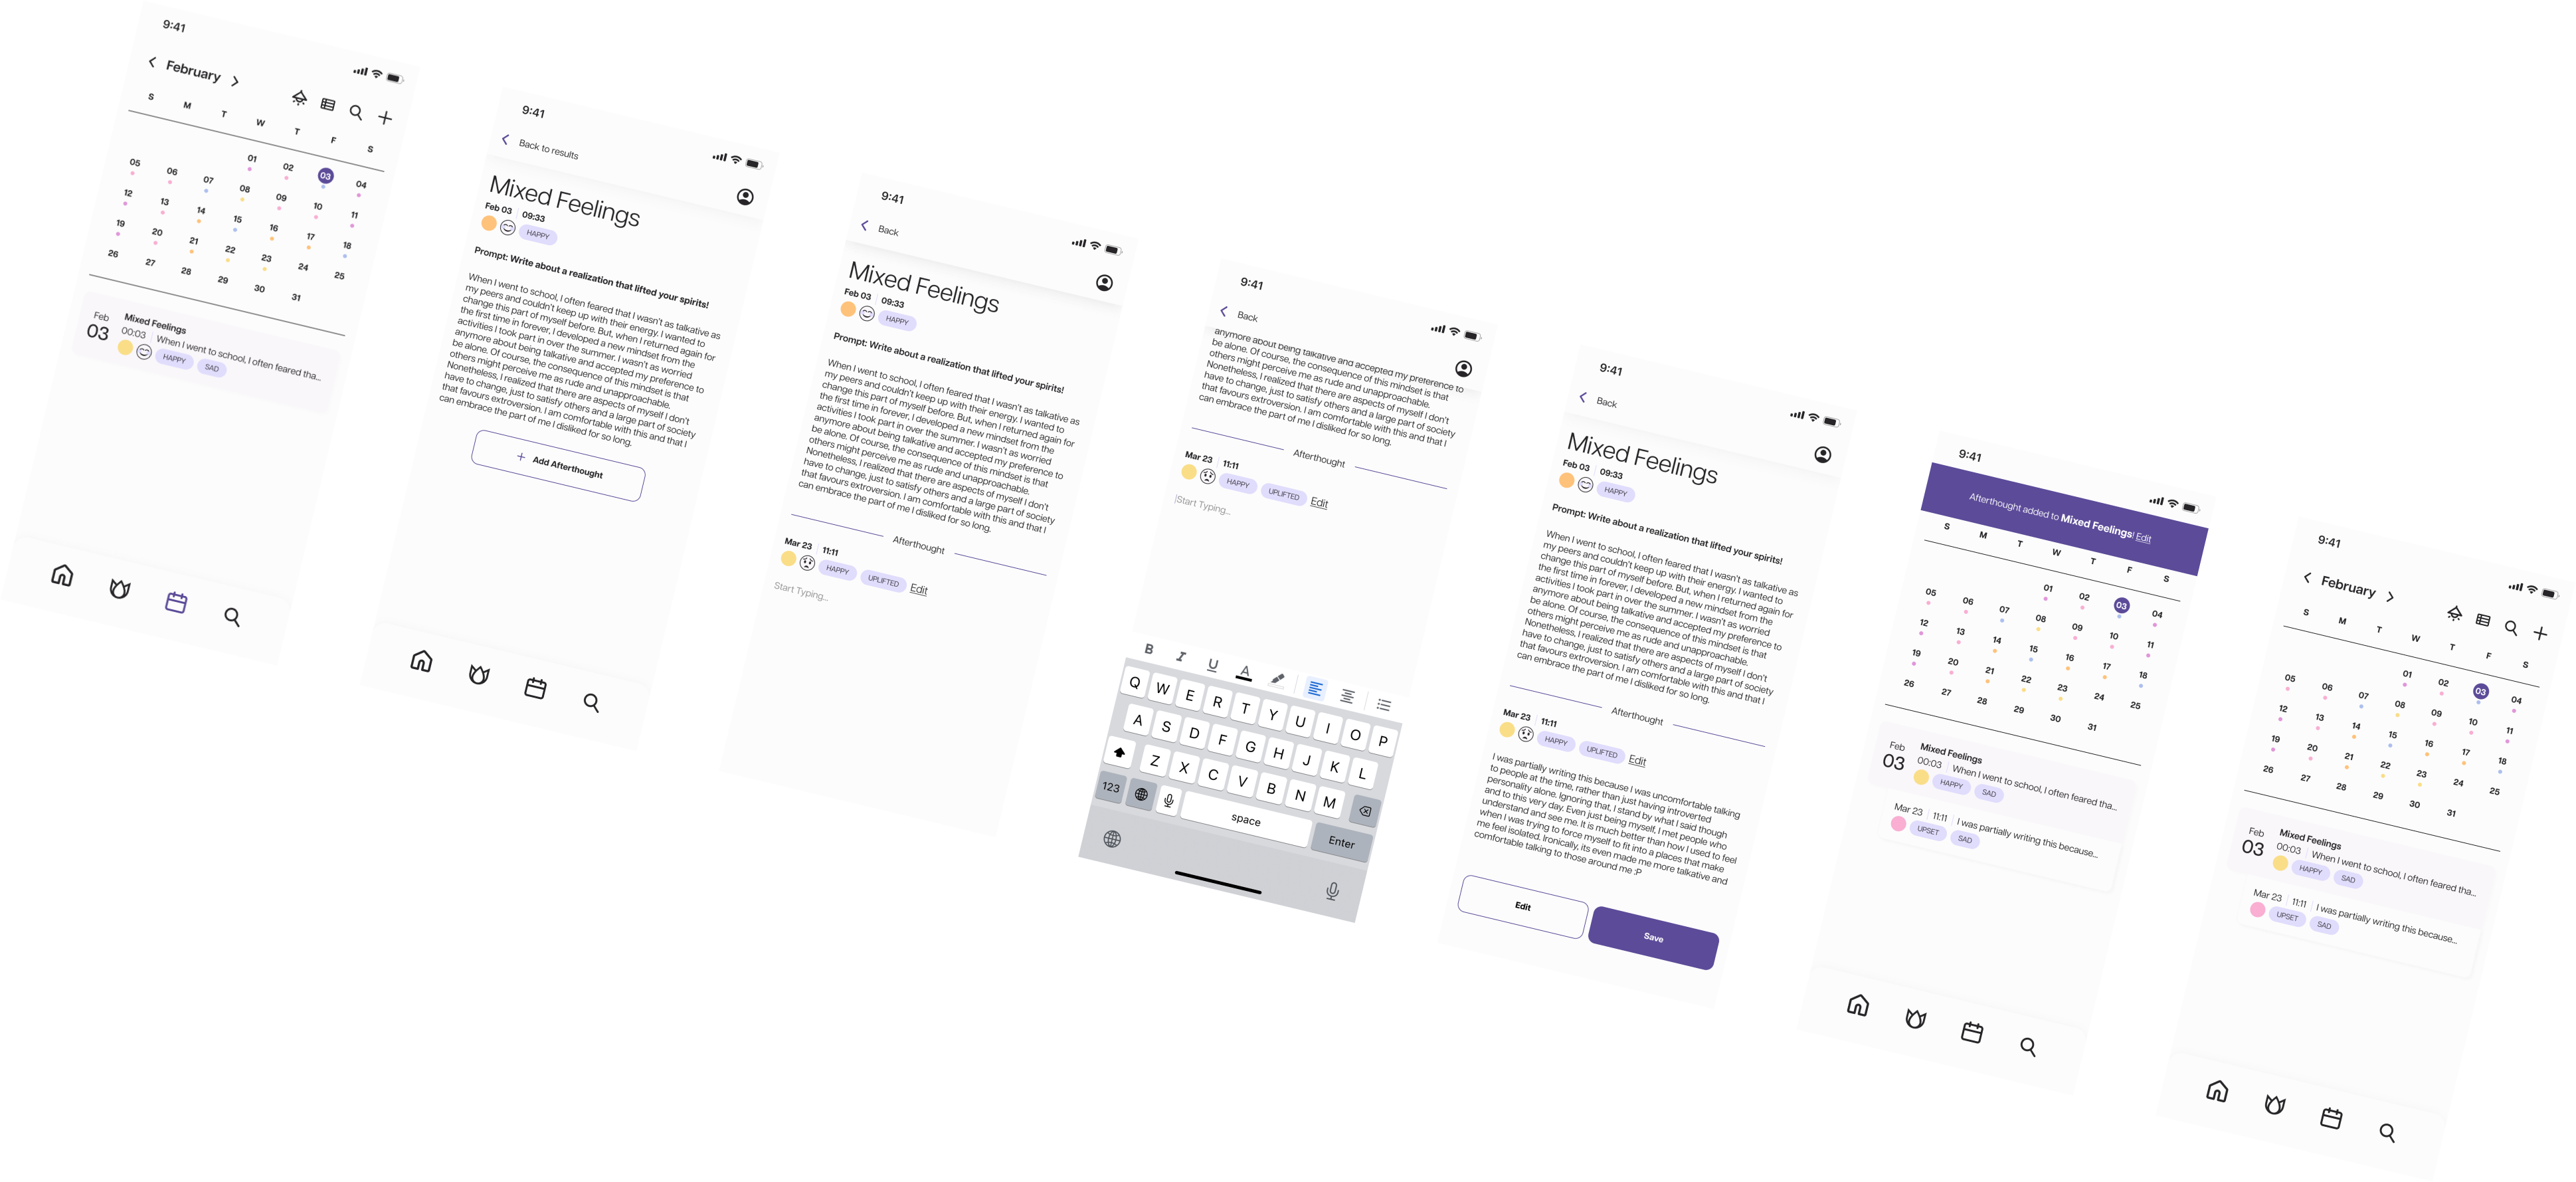 9:41
February
S M T W T F S
01 02 03 04
05 06 07 08 09 10 11
12 13 14 15 16 17 18
19 20 21 22 23 24 25
26 27 28 29 30 31
Feb
03
Mixed Feelings
00:03 When I went to school, I often feared tha...
HAPPY SAD
9:41
Back to results
Mixed Feelings
Feb 03 09:33
HAPPY
Prompt: Write about a realization that lifted your spirits!
When I went to school, I often feared that I wasn't as talkative as
my peers and couldn't keep up with their energy. I wanted to
change this part of myself before. But, when I returned again for
the first time in forever, I developed a new mindset from the
activities I took part in over the summer. I wasn't as worried
anymore about being talkative and accepted my preference to
be alone. Of course, the consequence of this mindset is that
others might perceive me as rude and unapproachable.
Nonetheless, I realized that there are aspects of myself I don't
have to change, just to satisfy others and a large part of society
that favours extroversion. I am comfortable with this and that I
can embrace the part of me I disliked for so long.
+ Add Afterthought
9:41
Back
Mixed Feelings
Feb 03 09:33
HAPPY
Prompt: Write about a realization that lifted your spirits!
When I went to school, I often feared that I wasn't as talkative as
my peers and couldn't keep up with their energy. I wanted to
change this part of myself before. But, when I returned again for
the first time in forever, I developed a new mindset from the
activities I took part in over the summer. I wasn't as worried
anymore about being talkative and accepted my preference to
be alone. Of course, the consequence of this mindset is that
others might perceive me as rude and unapproachable.
Nonetheless, I realized that there are aspects of myself I don't
have to change, just to satisfy others and a large part of society
that favours extroversion. I am comfortable with this and that I
can embrace the part of me I disliked for so long.
Afterthought
Mar 23 11:11
HAPPY UPLIFTED Edit
Start Typing...
9:41
Back
anymore about being talkative and accepted my preference to
be alone. Of course, the consequence of this mindset is that
others might perceive me as rude and unapproachable.
Nonetheless, I realized that there are aspects of myself I don't
have to change, just to satisfy others and a large part of society
that favours extroversion. I am comfortable with this and that I
can embrace the part of me I disliked for so long.
Afterthought
Mar 23 11:11
HAPPY UPLIFTED Edit
Start Typing...
B I U A
Q W E R T Y U I O P
A S D F G H J K L
Z X C V B N M
123 space Enter
9:41
Back
Mixed Feelings
Feb 03 09:33
HAPPY
Prompt: Write about a realization that lifted your spirits!
When I went to school, I often feared that I wasn't as talkative as
my peers and couldn't keep up with their energy. I wanted to
change this part of myself before. But, when I returned again for
the first time in forever, I developed a new mindset from the
activities I took part in over the summer. I wasn't as worried
anymore about being talkative and accepted my preference to
be alone. Of course, the consequence of this mindset is that
others might perceive me as rude and unapproachable.
Nonetheless, I realized that there are aspects of myself I don't
have to change, just to satisfy others and a large part of society
that favours extroversion. I am comfortable with this and that I
can embrace the part of me I disliked for so long.
Afterthought
Mar 23 11:11
HAPPY UPLIFTED Edit
I was partially writing this because I was uncomfortable talking
to people at the time, rather than just having introverted
personality alone. Ignoring that, I stand by what I said though
and to this very day. Even just being myself, I met people who
understand and see me. It is much better than how I used to feel
when I was trying to force myself to fit into a places that make
me feel isolated. Ironically, its even made me more talkative and
comfortable talking to those around me :P
Edit Save
9:41
Afterthought added to Mixed Feelings! Edit
S M T W T F S
01 02 03 04
05 06 07 08 09 10 11
12 13 14 15 16 17 18
19 20 21 22 23 24 25
26 27 28 29 30 31
Feb
03
Mixed Feelings
00:03 When I went to school, I often feared tha...
HAPPY SAD
Mar 23 11:11 I was partially writing this because...
UPSET SAD
9:41
February
S M T W T F S
01 02 03 04
05 06 07 08 09 10 11
12 13 14 15 16 17 18
19 20 21 22 23 24 25
26 27 28 29 30 31
Feb
03
Mixed Feelings
00:03 When I went to school, I often feared tha...
HAPPY SAD
Mar 23 11:11 I was partially writing this because...
UPSET SAD